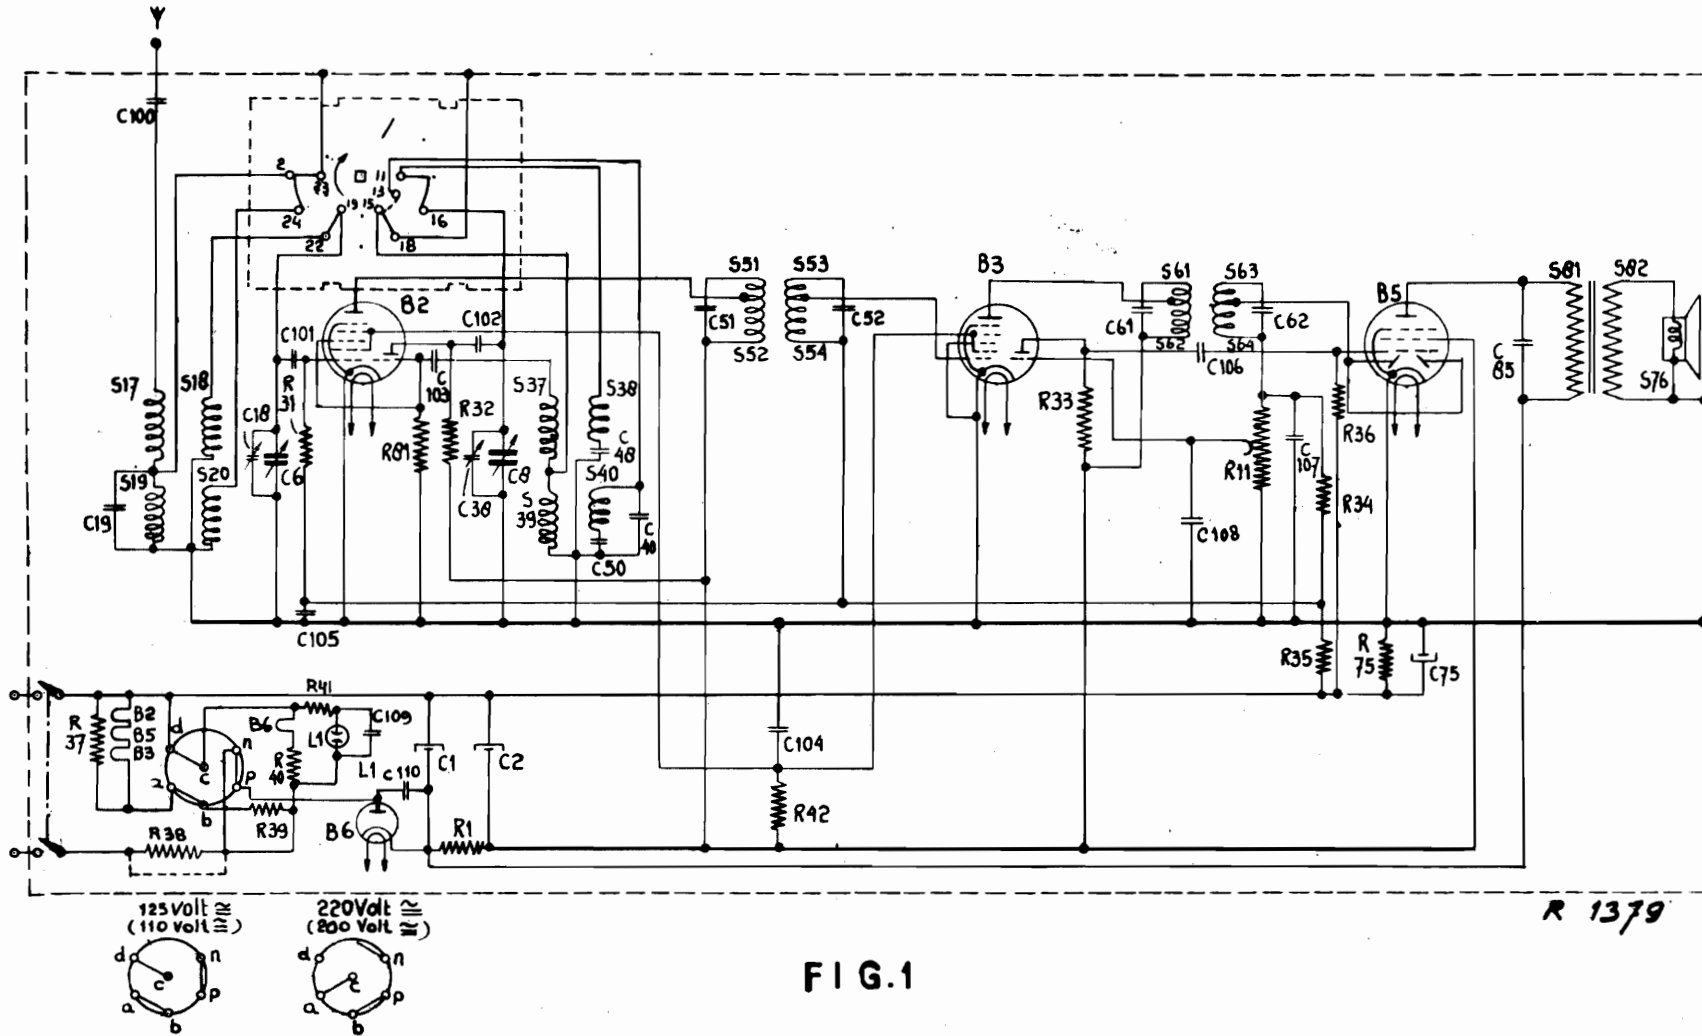 C100
2
23
11
13
9
24
19
15
16
22
18
B2
C101
C102
R
31
C
103
S17
S18
C18
C6
S19
S20
C19
R81
R32
C38
C8
S37
S38
C
48
S40
S
39
C
40
C50
C105
S51
S53
C51
C52
S52
S54
B3
S61
S63
C61
C62
S62
S64
C106
R33
R11
C
107
R34
R36
C108
B5
C
85
S81
S82
S76
R35
R
75
C75
R41
R
37
B2
B5
B3
d
c
n
a
p
b
B6
R
40
L1
C109
L1
C110
C1
C2
R39
R38
B6
R1
C104
R42
125 Volt ≅
(110 Volt ≅)
220 Volt ≅
(200 Volt ≅)
d
n
c
a
p
b
d
n
c
a
p
b
R 1379
FIG.1